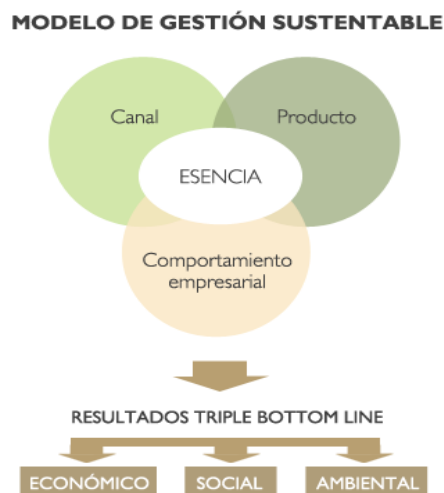 MODELO DE GESTIÓN SUSTENTABLE
Canal
Producto
ESENCIA
Comportamiento
empresarial
RESULTADOS TRIPLE BOTTOM LINE
ECONÓMICO
SOCIAL
AMBIENTAL